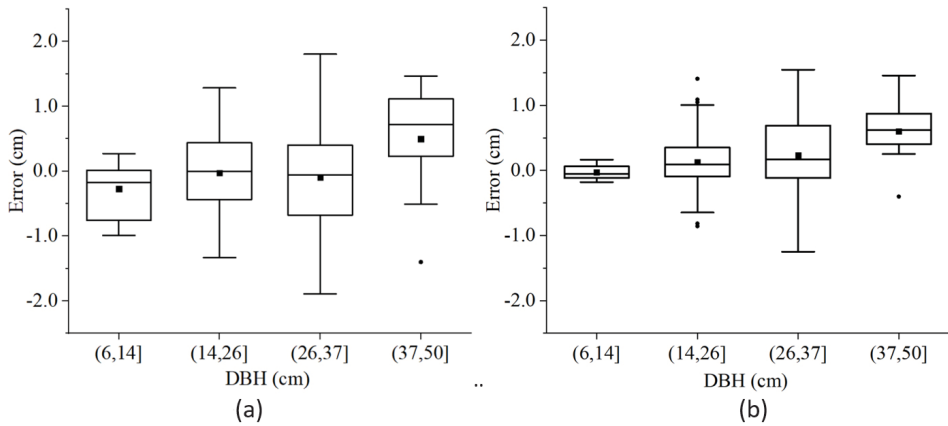 2.0
1.0
0.0
-1.0
-2.0
Error (cm)
(6,14] (14,26] (26,37] (37,50]
DBH (cm)
(a)
..
2.0
1.0
0.0
-1.0
-2.0
Error (cm)
(6,14] (14,26] (26,37] (37,50]
DBH (cm)
(b)